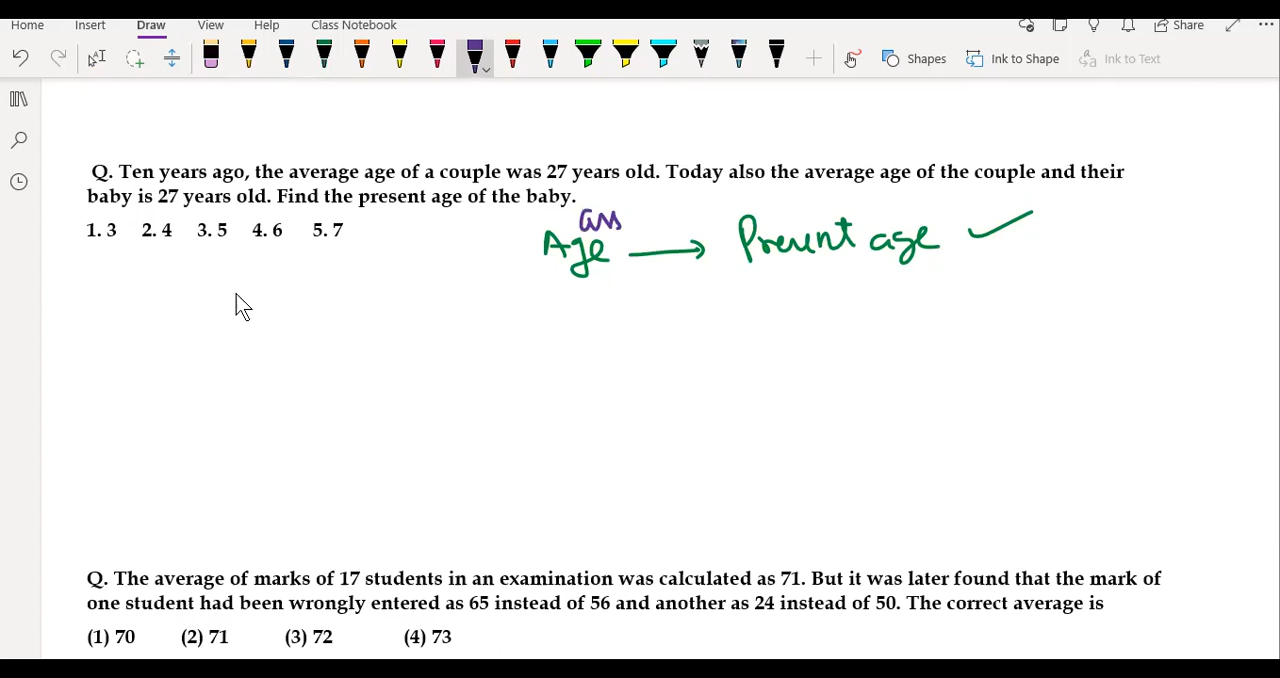 Home Insert Draw View Help Class Notebook Share
Ink to Shape Shapes Ink to Text
Q. Ten years ago, the average age of a couple was 27 years old. Today also the average age of the couple and their
baby is 27 years old. Find the present age of the baby.
1. 3 2. 4 3. 5 4. 6 5. 7
Age Present age
Q. The average of marks of 17 students in an examination was calculated as 71. But it was later found that the mark of
one student had been wrongly entered as 65 instead of 56 and another as 24 instead of 50. The correct average is
(1) 70 (2) 71 (3) 72 (4) 73